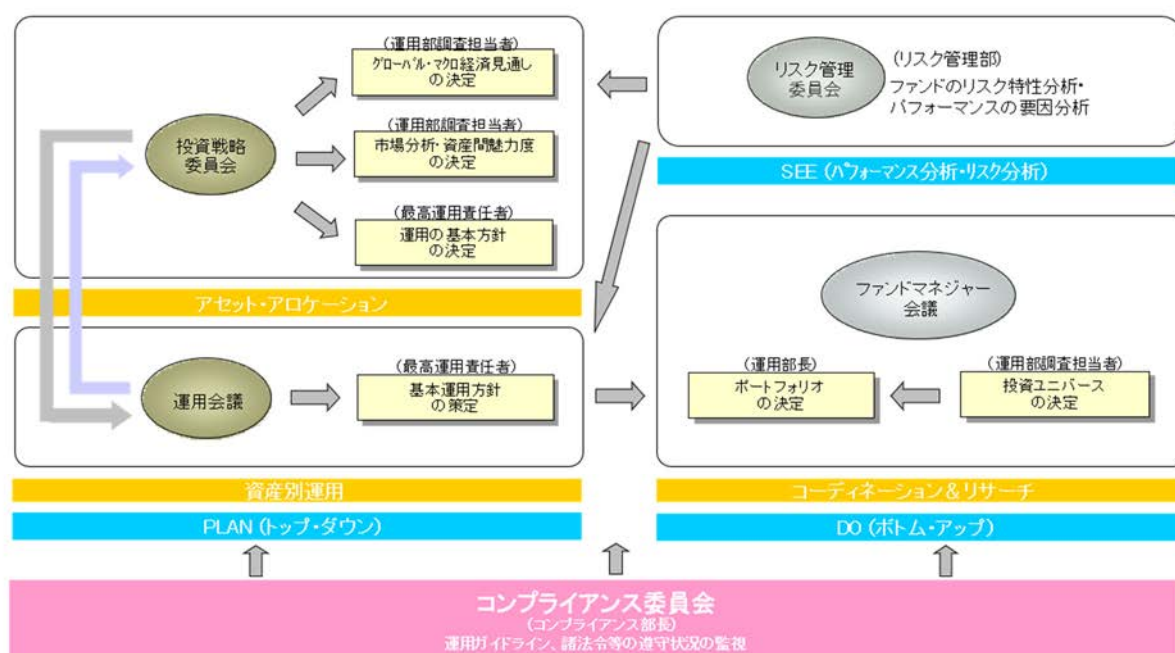 (運用部調査担当者)
グローバル・マクロ経済見通し
の決定
投資戦略
委員会
(運用部調査担当者)
市場分析・資産間魅力度
の決定
(最高運用責任者)
運用の基本方針
の決定
アセット・アロケーション
運用会議
(最高運用責任者)
基本運用方針
の策定
資産別運用
PLAN (トップ・ダウン)
リスク管理
委員会
(リスク管理部)
ファンドのリスク特性分析・
パフォーマンスの要因分析
SEE (パフォーマンス分析・リスク分析)
ファンドマネジャー
会議
(運用部長)
ポートフォリオ
の決定
(運用部調査担当者)
投資ユニバース
の決定
コーディネーション&リサーチ
DO (ボトム・アップ)
コンプライアンス委員会
(コンプライアンス部長)
運用ガイドライン、諸法令等の遵守状況の監視